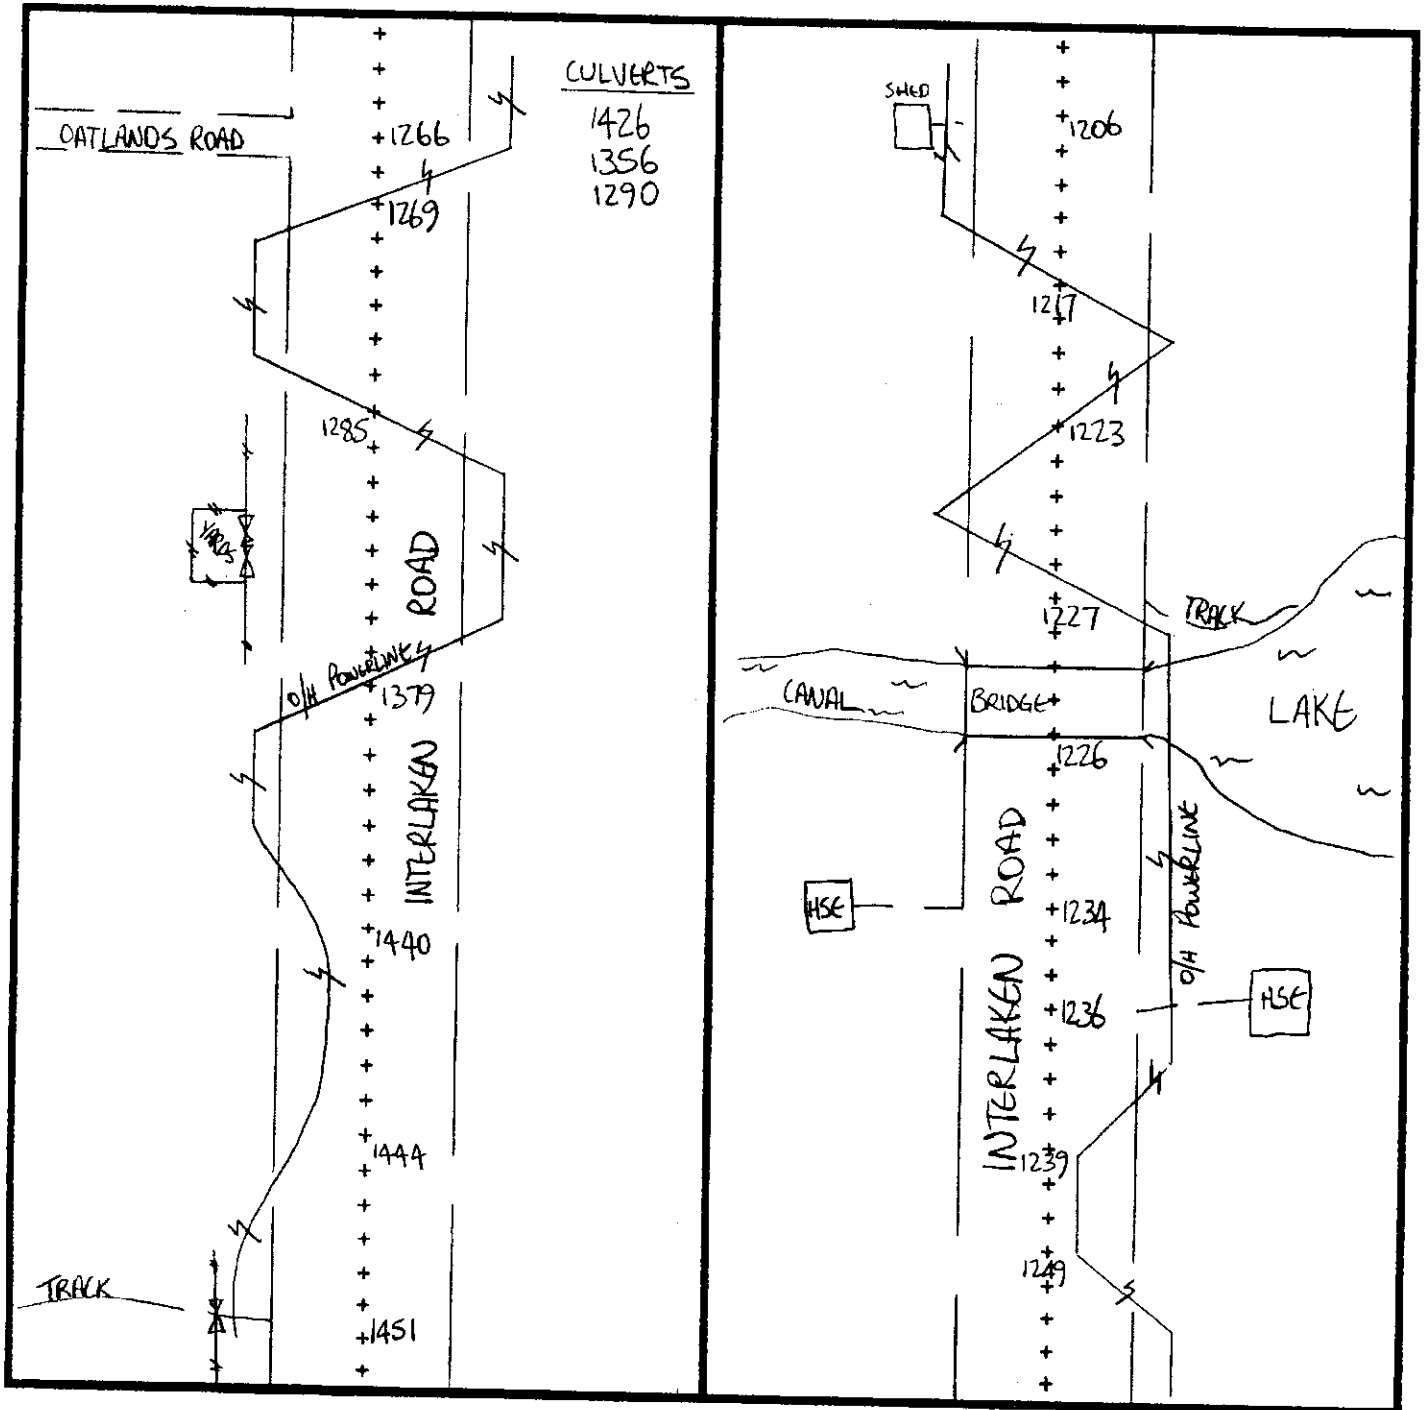 CULVERTS
1426
1356
1290
OATLANDS ROAD
1266
1269
1285
YARDS
O/H POWERLINE
1379
INTERLAKEN ROAD
1440
1444
TRACK
1451
SHED
1206
1217
1223
1227
TRACK
CANAL
BRIDGE
LAKE
1226
O/H POWERLINE
HSE
1234
INTERLAKEN ROAD
1236
HSE
1239
1249